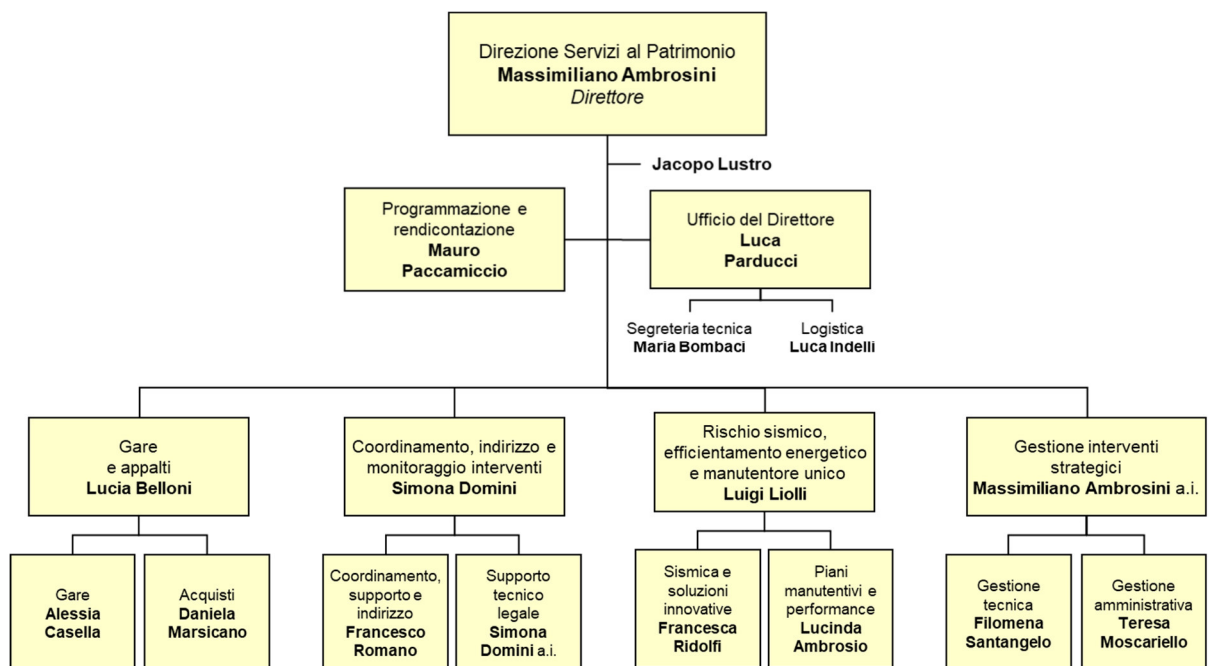 Direzione Servizi al Patrimonio
Massimiliano Ambrosini
Direttore
Jacopo Lustro
Programmazione e
rendicontazione
Mauro
Paccamiccio
Ufficio del Direttore
Luca
Parducci
Segreteria tecnica
Maria Bombaci
Logistica
Luca Indelli
Gare
e appalti
Lucia Belloni
Coordinamento, indirizzo e
monitoraggio interventi
Simona Domini
Rischio sismico,
efficientamento energetico
e manutentore unico
Luigi Liolli
Gestione interventi
strategici
Massimiliano Ambrosini a.i.
Gare
Alessia
Casella
Acquisti
Daniela
Marsicano
Coordinamento,
supporto e
indirizzo
Francesco
Romano
Supporto
tecnico
legale
Simona
Domini a.i.
Sismica e
soluzioni
innovative
Francesca
Ridolfi
Piani
manutentivi e
performance
Lucinda
Ambrosio
Gestione
tecnica
Filomena
Santangelo
Gestione
amministrativa
Teresa
Moscariello